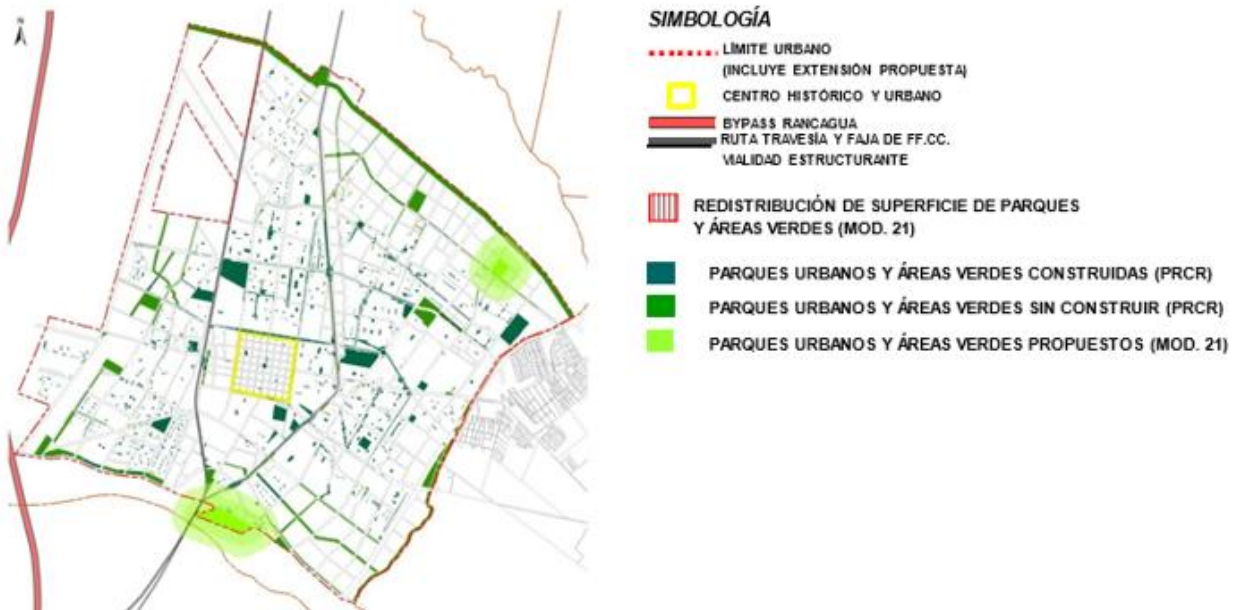 N
SIMBOLOGÍA
LÍMITE URBANO
(INCLUYE EXTENSIÓN PROPUESTA)
CENTRO HISTÓRICO Y URBANO
BYPASS RANCAGUA
RUTA TRAVESÍA Y FAJA DE FF.CC.
VIALIDAD ESTRUCTURANTE
REDISTRIBUCIÓN DE SUPERFICIE DE PARQUES
Y ÁREAS VERDES (MOD. 21)
PARQUES URBANOS Y ÁREAS VERDES CONSTRUIDAS (PRCR)
PARQUES URBANOS Y ÁREAS VERDES SIN CONSTRUIR (PRCR)
PARQUES URBANOS Y ÁREAS VERDES PROPUESTOS (MOD. 21)